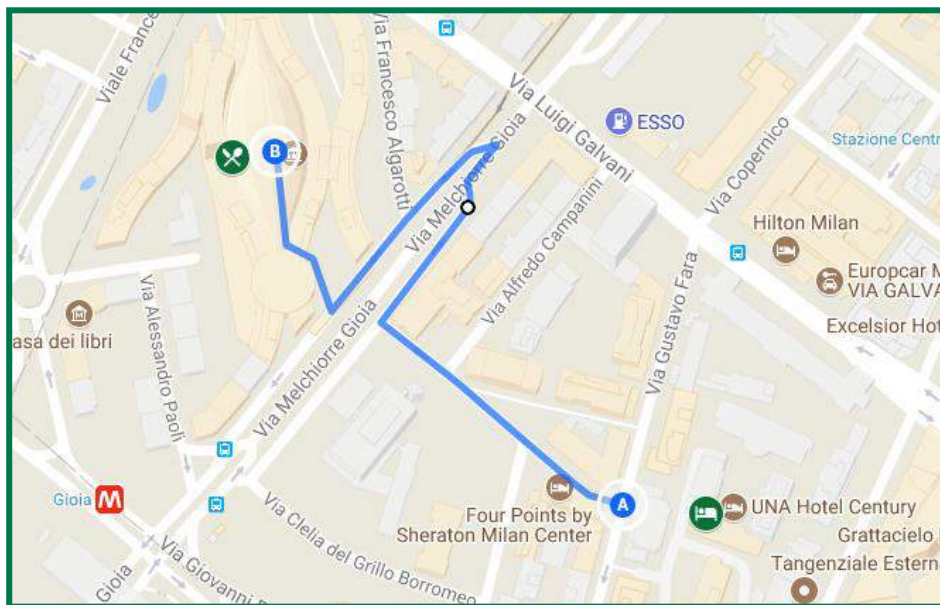 Viale France
Via Francesco Algarotti
Via Luigi Galvani
ESSO
Via Copernico
Stazione Centr
B
Via Melchiorre Gioia
Via Alfredo Campanini
Hilton Milan
Europcar M
VIA GALVA
Excelsior Hot
Via Gustavo Fara
asa dei libri
Via Alessandro Paoli
Via Melchiorre Gioia
Gioia
M
A
Four Points by
Sheraton Milan Center
UNA Hotel Century
Grattacielo
Tangenziale Esterna
Via Clelia del Grillo Borromeo
Via Giovanni
Gioia